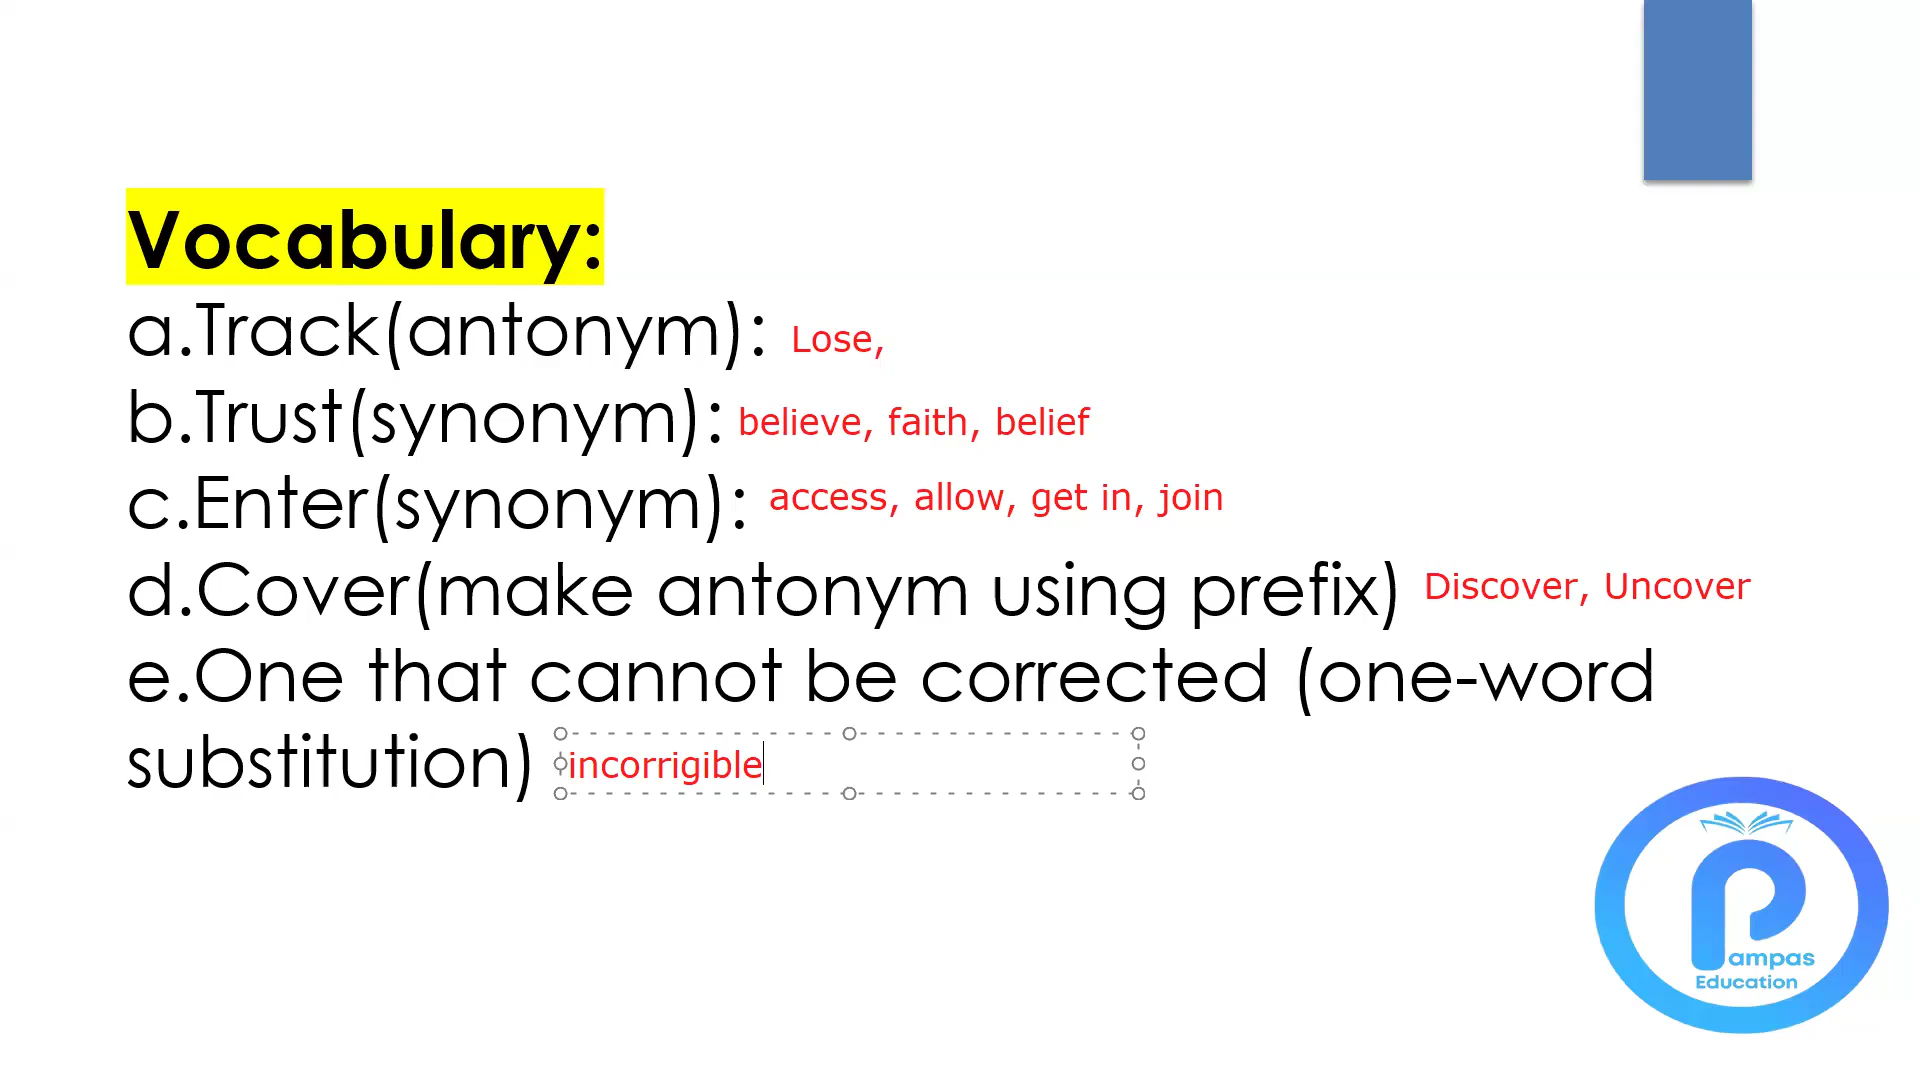 Vocabulary:
a.Track(antonym): Lose,
b.Trust(synonym): believe, faith, belief
c.Enter(synonym): access, allow, get in, join
d.Cover(make antonym using prefix) Discover, Uncover
e.One that cannot be corrected (one-word
substitution) incorrigible
Pampas
Education